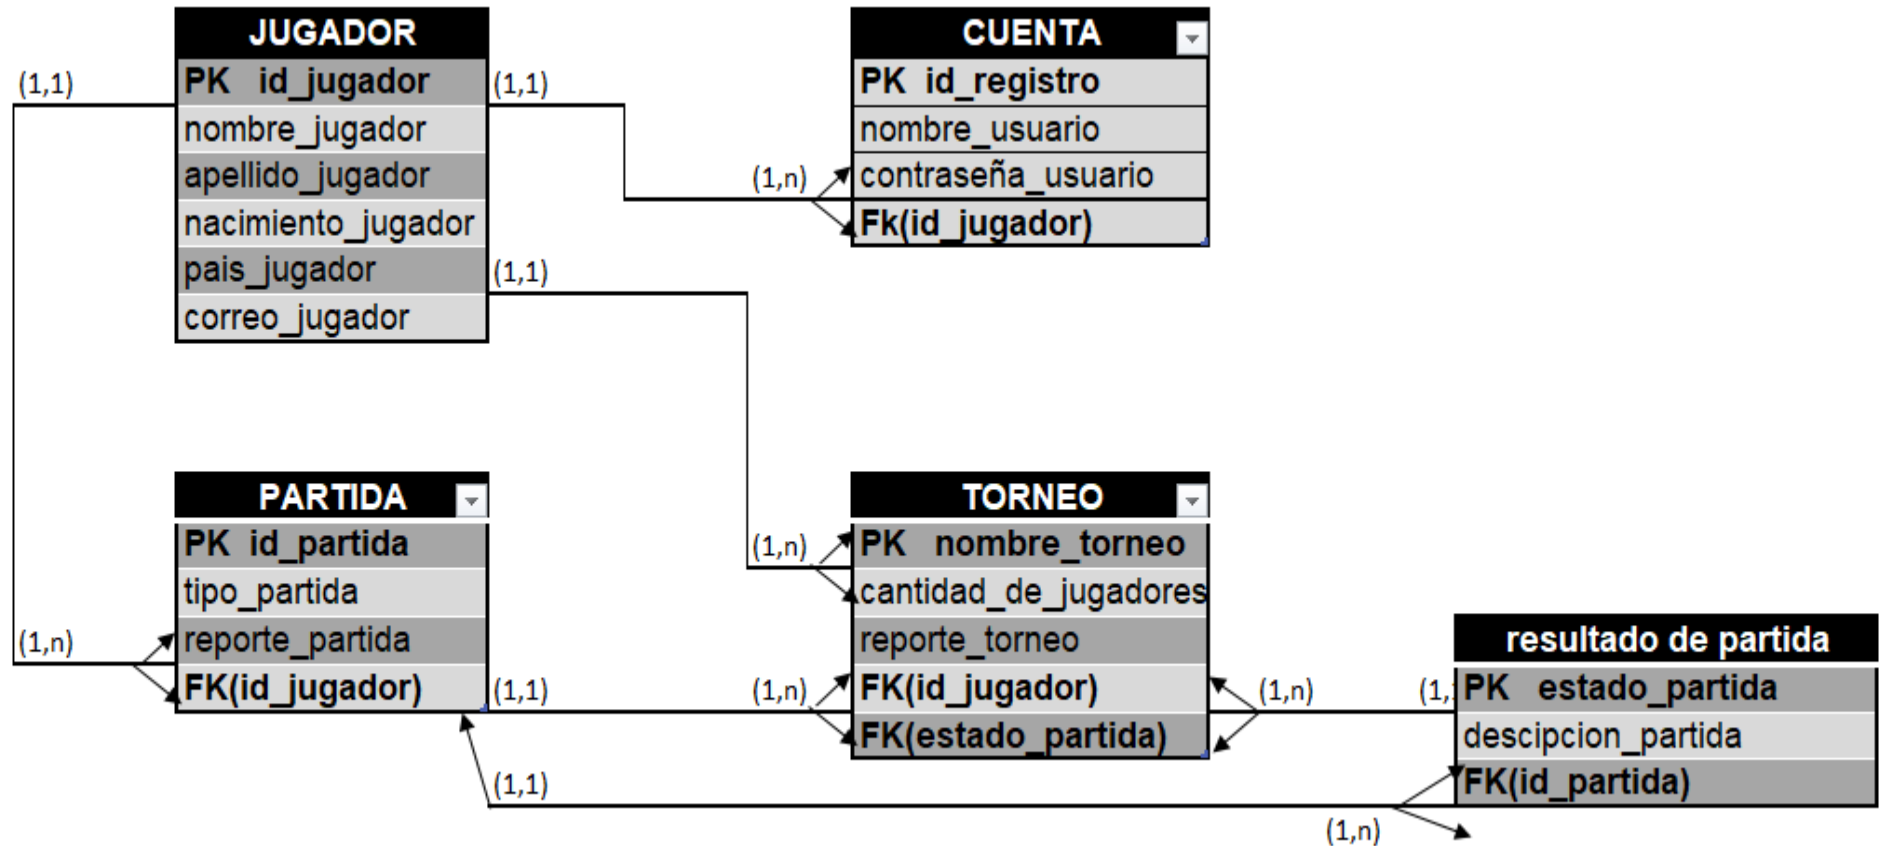 JUGADOR
PK id_jugador
nombre_jugador
apellido_jugador
nacimiento_jugador
pais_jugador
correo_jugador
(1,1)
(1,1)
(1,1)
CUENTA
PK id_registro
nombre_usuario
contraseña_usuario
Fk(id_jugador)
(1,n)
PARTIDA
PK id_partida
tipo_partida
reporte_partida
FK(id_jugador)
(1,n)
(1,1)
(1,1)
TORNEO
PK nombre_torneo
cantidad_de_jugadores
reporte_torneo
FK(id_jugador)
FK(estado_partida)
(1,n)
(1,n)
(1,n)
(1,
resultado de partida
PK estado_partida
descipcion_partida
FK(id_partida)
(1,n)